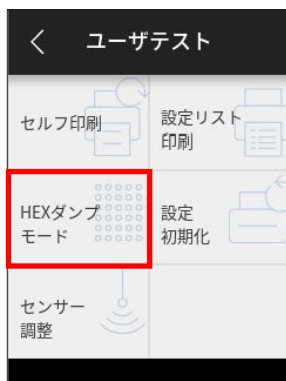 ユーザテスト
セルフ印刷
設定リスト
印刷
HEXダンプ
モード
設定
初期化
センサー
調整